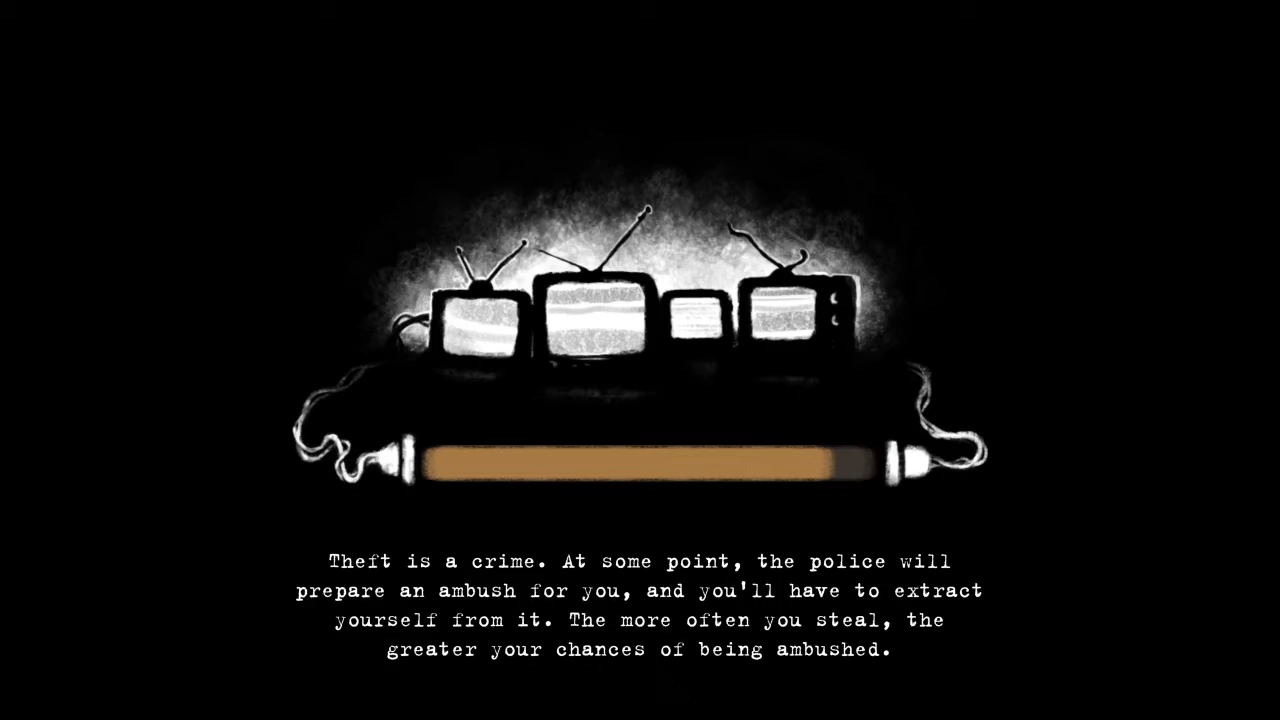 Theft is a crime. At some point, the police will
prepare an ambush for you, and you'll have to extract
yourself from it. The more often you steal, the
greater your chances of being ambushed.